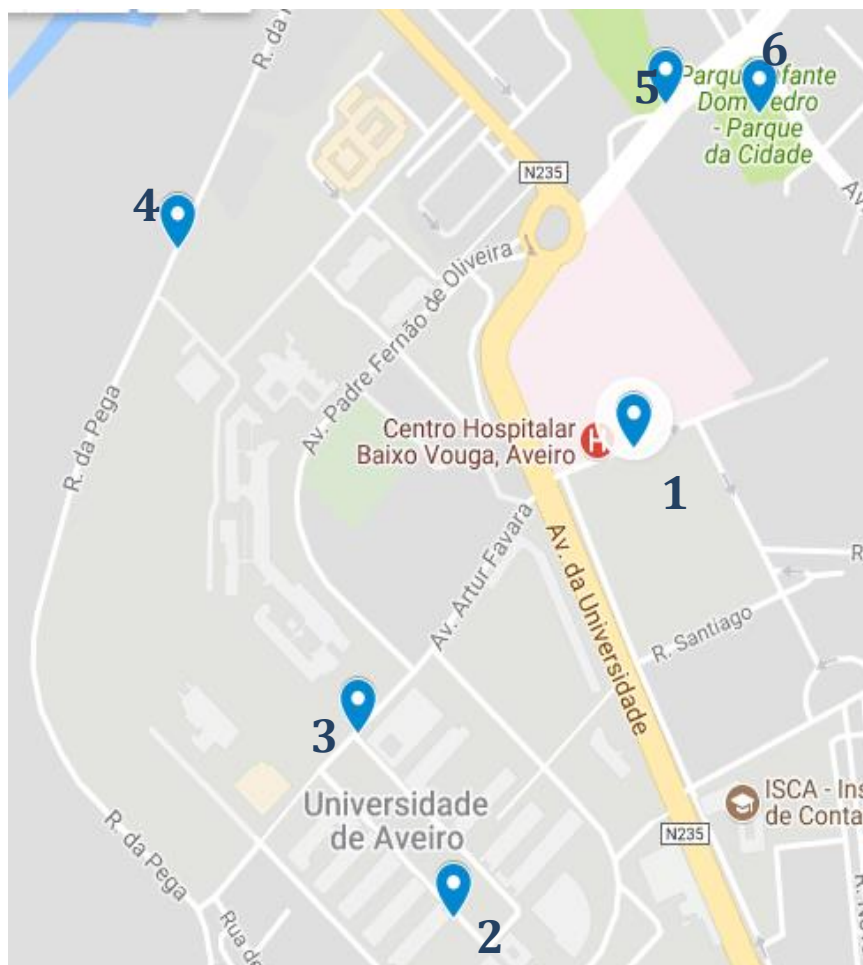 R. da
6
5
Parque Infante
Dom Pedro
- Parque
da Cidade
N235
4
Av.
Av. Padre Fernão de Oliveira
R. da Pega
Centro Hospitalar
Baixo Vouga, Aveiro
H
1
Av. Artur Favara
Av. da Universidade
R.
R. Santiago
3
Universidade
de Aveiro
ISCA - Ins
de Conta
N235
R. da Pega
Rua de
2